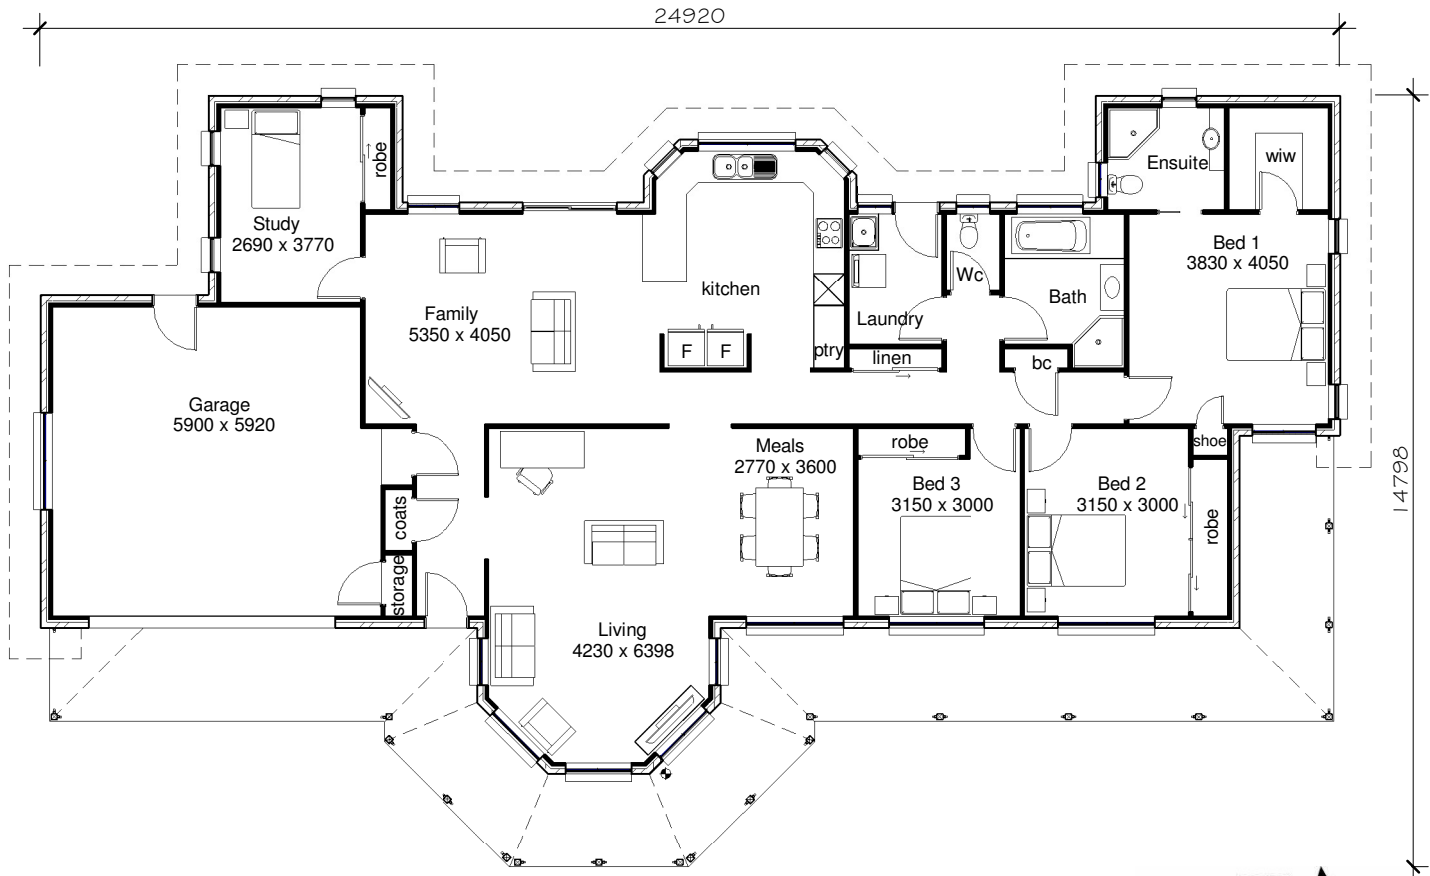 24920
robe
Ensuite
wiw
Study
2690 x 3770
Bed 1
3830 x 4050
Wc
kitchen
Bath
Family
5350 x 4050
Laundry
F
F
ptry
linen
bc
Garage
5900 x 5920
Meals
2770 x 3600
robe
shoe
Bed 3
3150 x 3000
Bed 2
3150 x 3000
14798
coats
robe
storage
Living
4230 x 6398